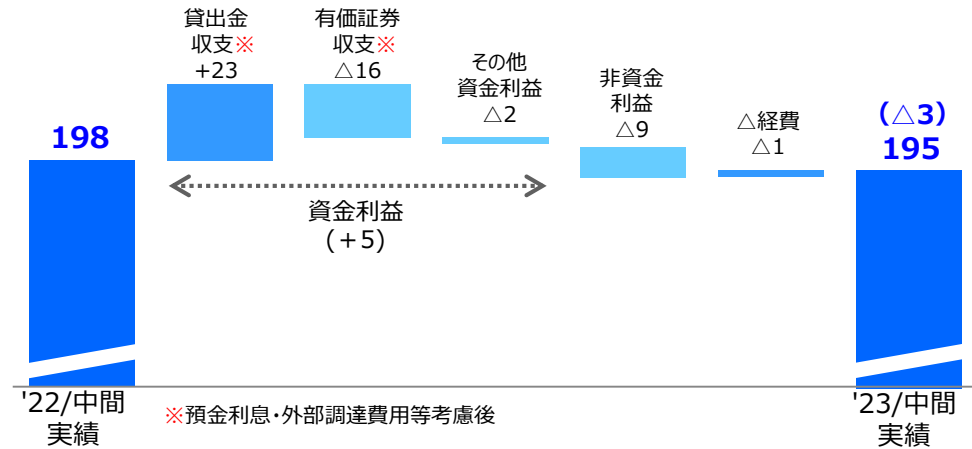 貸出金
収支※
+23
有価証券
収支※
△16
その他
資金利益
△2
非資金
利益
△9
△経費
△1
198
(△3)
195
資金利益
(+5)
'22/中間
実績
※預金利息・外部調達費用等考慮後
'23/中間
実績